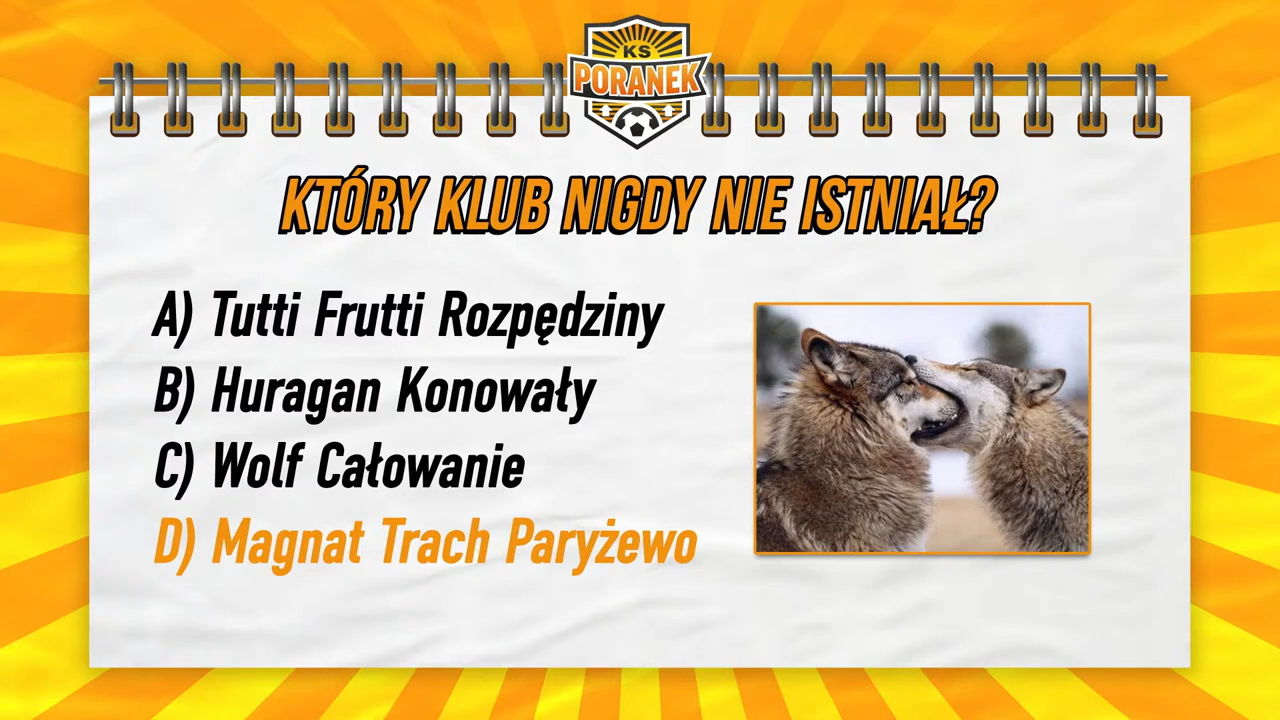 KS
PORANEK
KTÓRY KLUB NIGDY NIE ISTNIAŁ?
A) Tutti Frutti Rozpędziny
B) Huragan Konowały
C) Wolf Całowanie
D) Magnat Trach Paryżewo